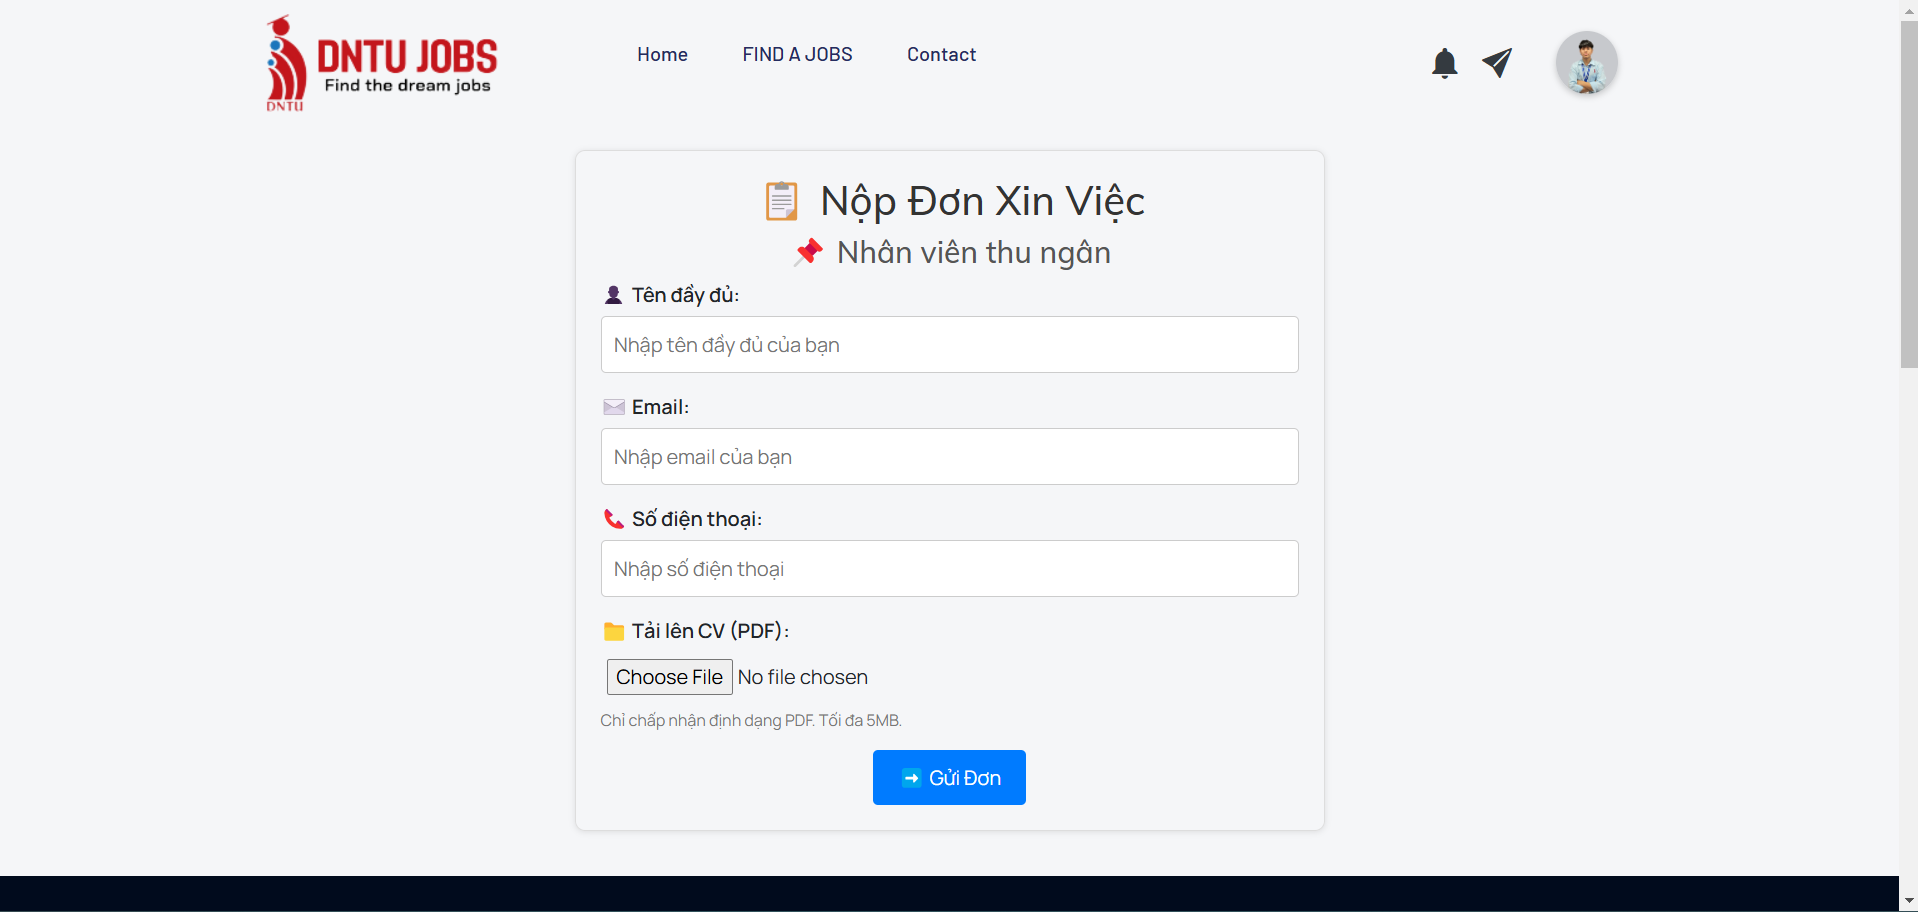 DNTU JOBS
Find the dream jobs
DNTU
Home
FIND A JOBS
Contact
Nộp Đơn Xin Việc
Nhân viên thu ngân
Tên đầy đủ:
Nhập tên đầy đủ của bạn
Email:
Nhập email của bạn
Số điện thoại:
Nhập số điện thoại
Tải lên CV (PDF):
Choose File No file chosen
Chỉ chấp nhận định dạng PDF. Tối đa 5MB.
Gửi Đơn